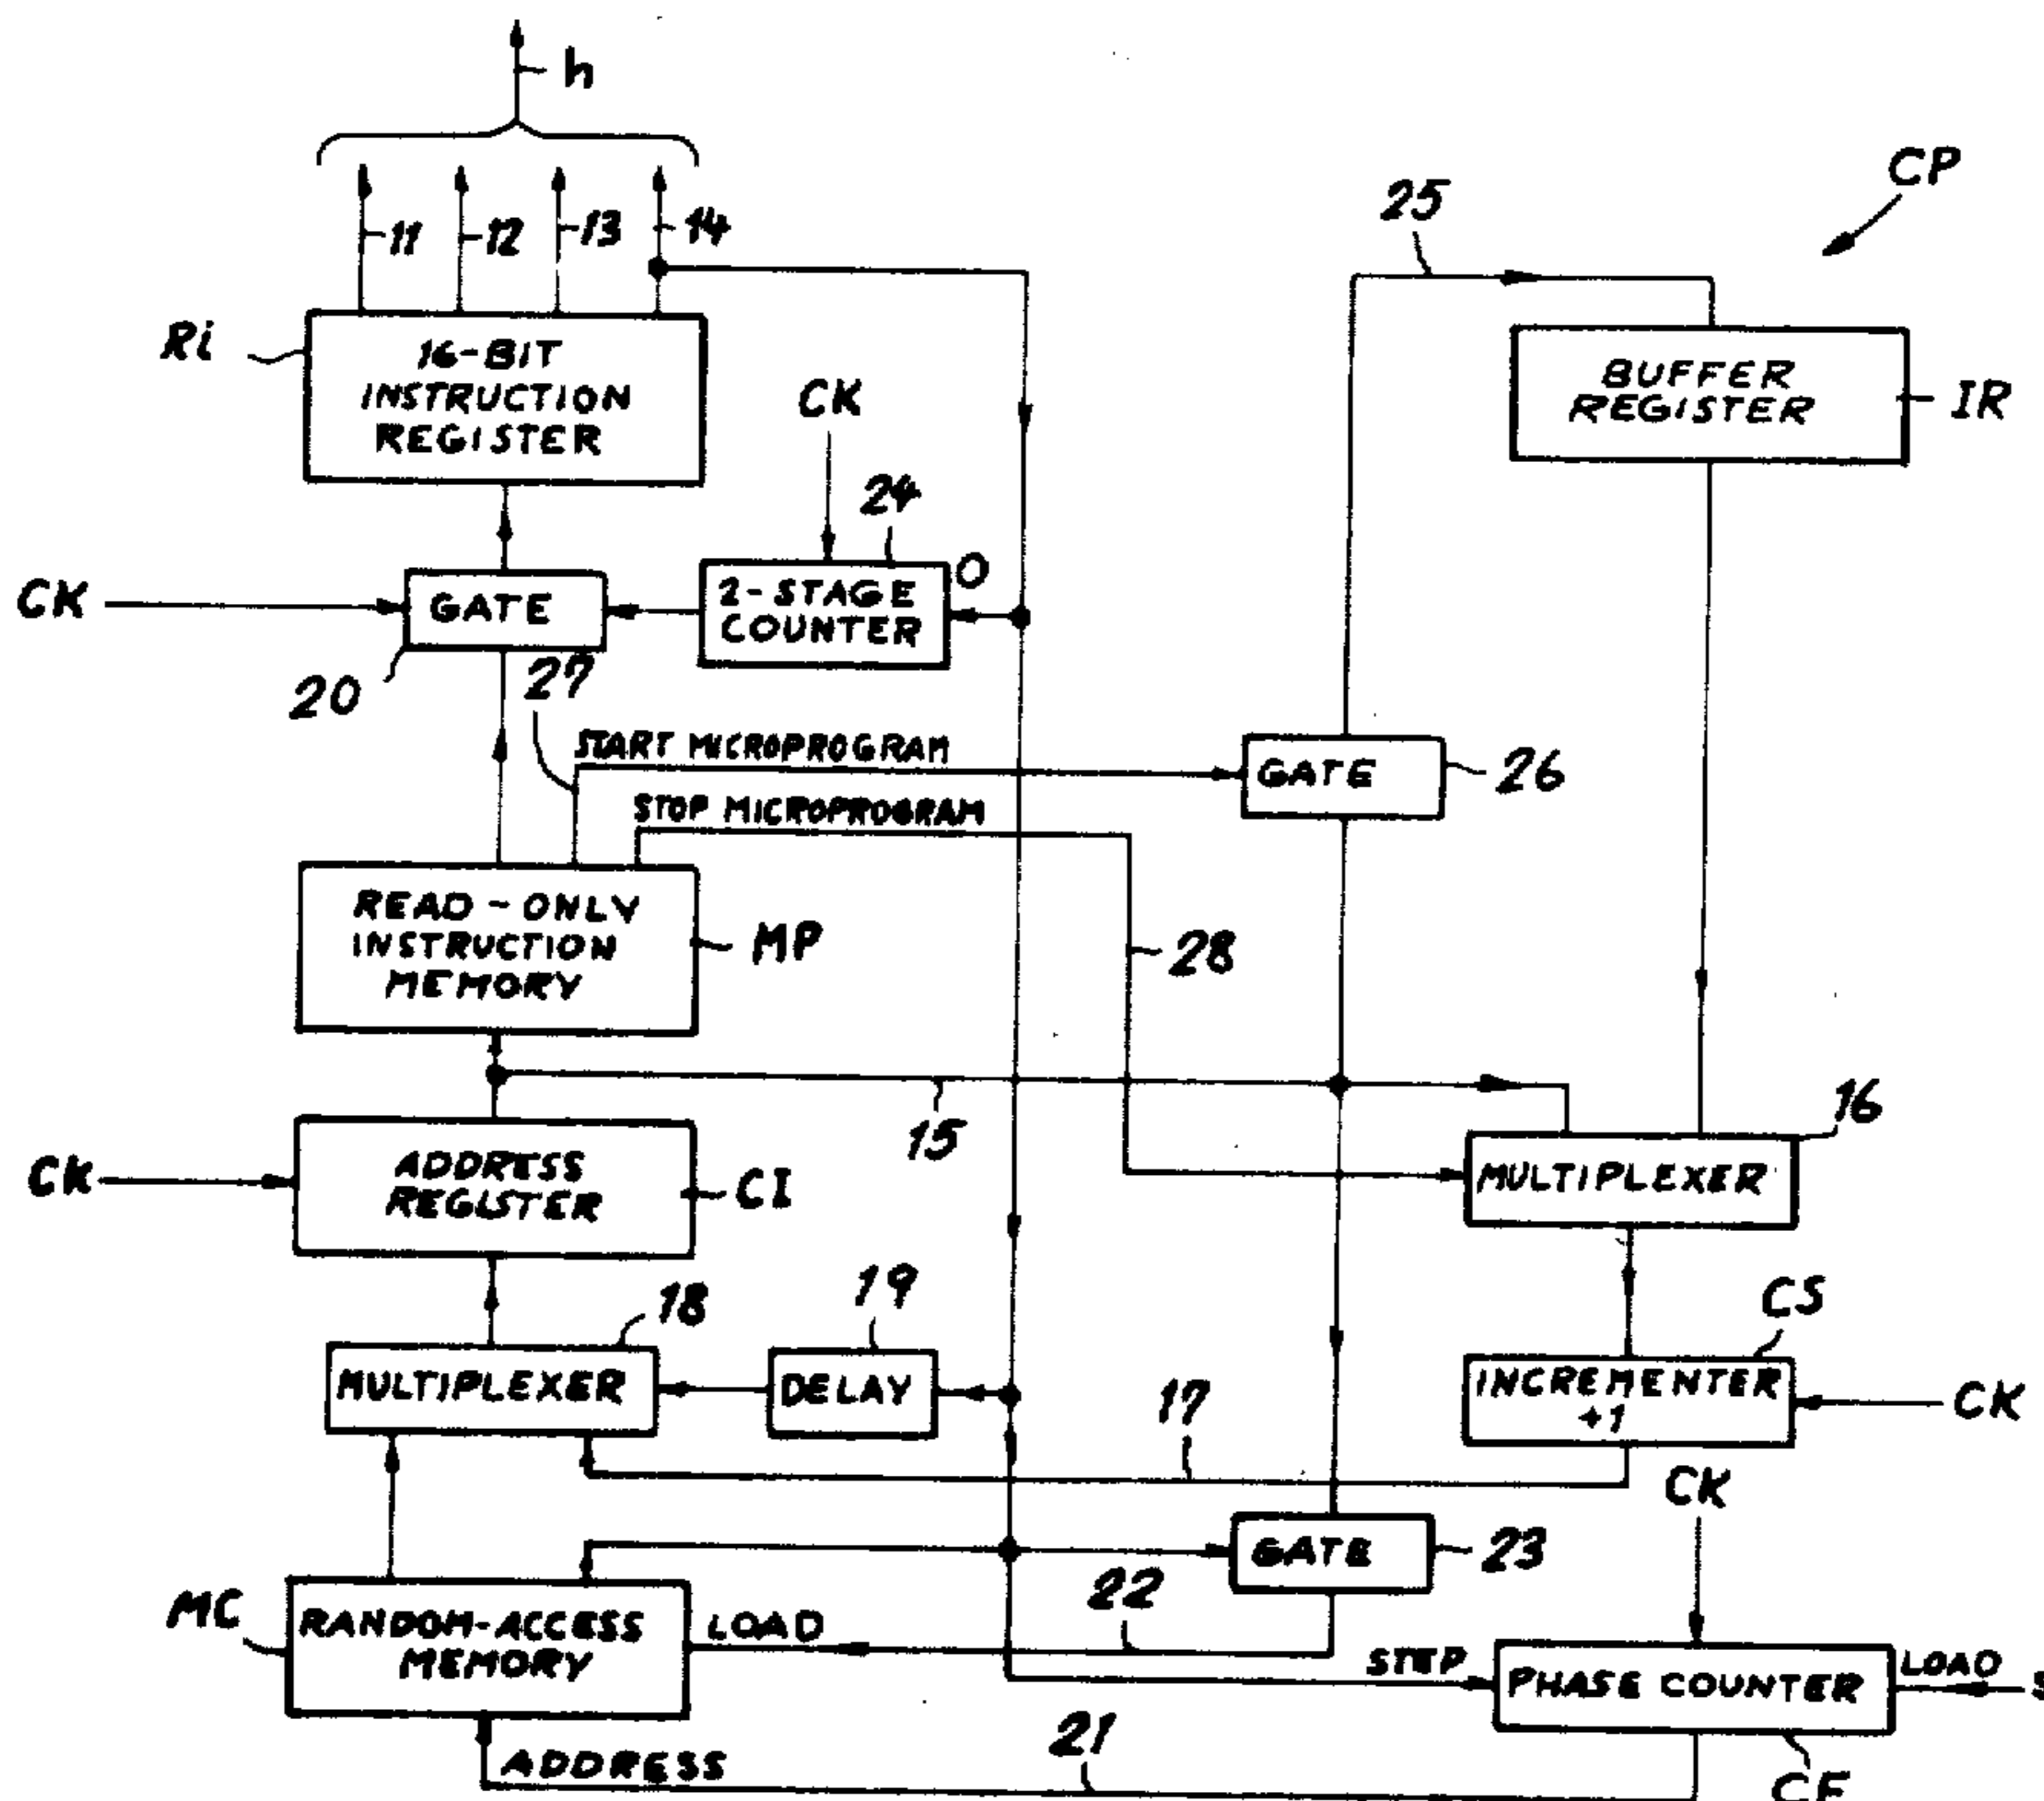 h
CP
25
11
12
13
14
Ri
16-BIT
INSTRUCTION
REGISTER
CK
BUFFER
REGISTER
IR
24
CK
GATE
2-STAGE
COUNTER
O
20
27
START MICROPROGRAM
GATE
26
STOP MICROPROGRAM
READ-ONLY
INSTRUCTION
MEMORY
MP
28
15
16
CK
ADDRESS
REGISTER
CI
MULTIPLEXER
18
19
CS
MULTIPLEXER
DELAY
17
INCREMENTER
+1
CK
CK
GATE
23
MC
RANDOM-ACCESS
MEMORY
LOAD
22
STEP
PHASE COUNTER
LOAD
ADDRESS
21